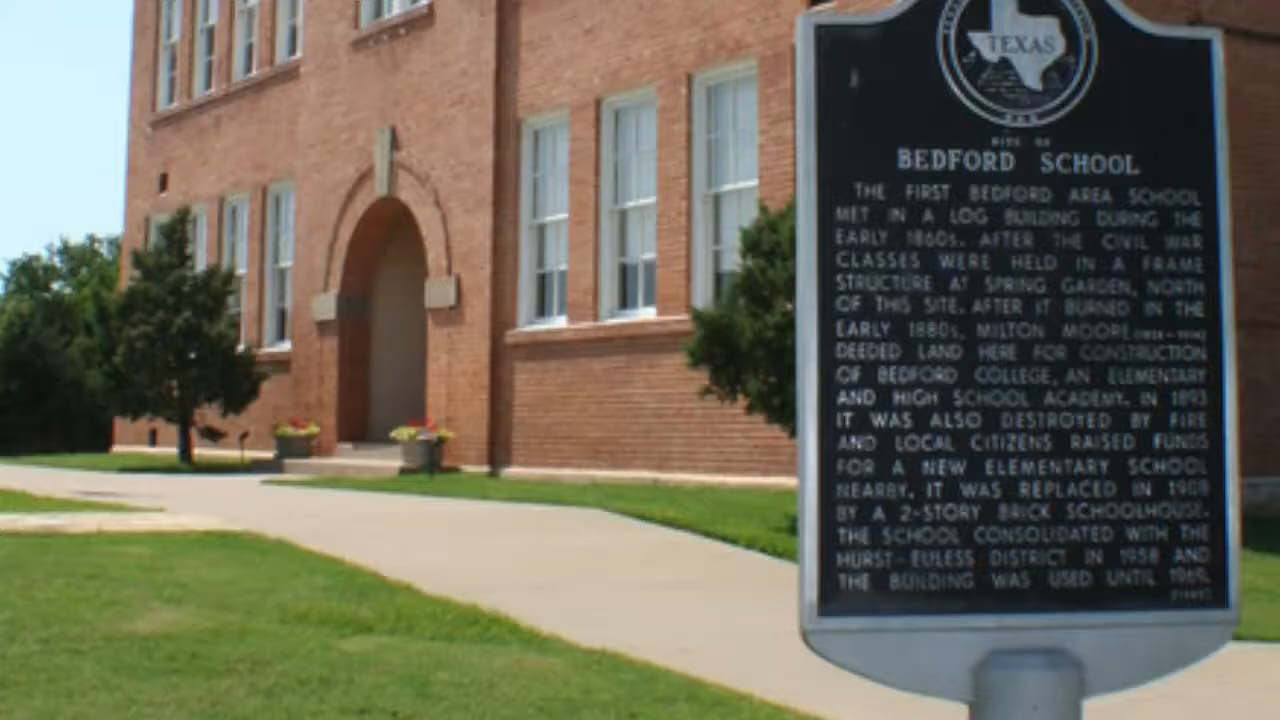 TEXAS
SITE OF
BEDFORD SCHOOL
THE FIRST BEDFORD AREA SCHOOL
MET IN A LOG BUILDING DURING THE
EARLY 1860s. AFTER THE CIVIL WAR
CLASSES WERE HELD IN A FRAME
STRUCTURE AT SPRING GARDEN, NORTH
OF THIS SITE. AFTER IT BURNED IN THE
EARLY 1880s, MILTON MOORE
DEEDED LAND HERE FOR CONSTRUCTION
OF BEDFORD COLLEGE, AN ELEMENTARY
AND HIGH SCHOOL ACADEMY. IN 1893
IT WAS ALSO DESTROYED BY FIRE
AND LOCAL CITIZENS RAISED FUNDS
FOR A NEW ELEMENTARY SCHOOL
NEARBY. IT WAS REPLACED IN 1908
BY A 2-STORY BRICK SCHOOLHOUSE.
THE SCHOOL CONSOLIDATED WITH THE
HURST-EULESS DISTRICT IN 1958 AND
THE BUILDING WAS USED UNTIL 1969.